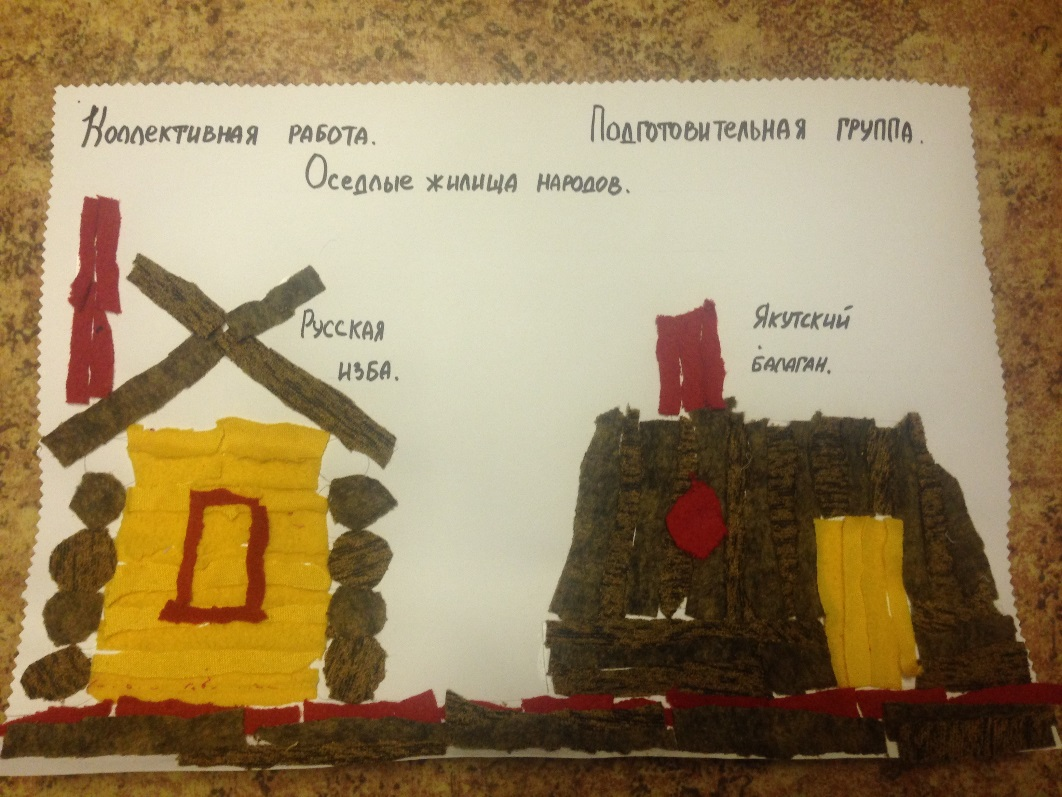 Коллективная работа.
Подготовительная группа.
Оседлые жилища народов.
Русская
изба.
Якутский
балаган.